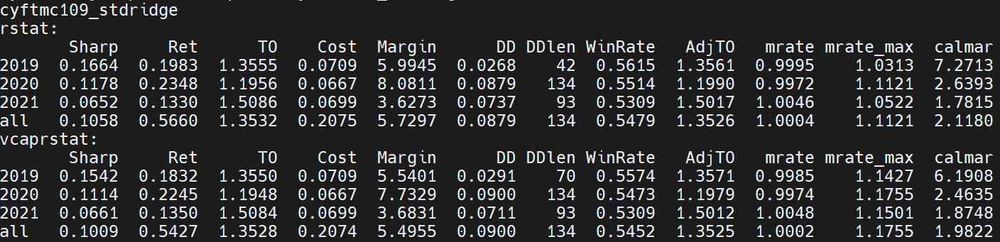 cyftmc109_stdridge
rstat:
Sharp Ret TO Cost Margin DD DDlen WinRate AdjTO mrate mrate_max calmar
2019 0.1664 0.1983 1.3555 0.0709 5.9945 0.0268 42 0.5615 1.3561 0.9995 1.0313 7.2713
2020 0.1178 0.2348 1.1956 0.0667 8.0811 0.0879 134 0.5514 1.1990 0.9972 1.1121 2.6393
2021 0.0652 0.1330 1.5086 0.0699 3.6273 0.0737 93 0.5309 1.5017 1.0046 1.0522 1.7815
all 0.1058 0.5660 1.3532 0.2075 5.7297 0.0879 134 0.5479 1.3526 1.0004 1.1121 2.1180
vcaprstat:
Sharp Ret TO Cost Margin DD DDlen WinRate AdjTO mrate mrate_max calmar
2019 0.1542 0.1832 1.3550 0.0709 5.5401 0.0291 70 0.5574 1.3571 0.9985 1.1427 6.1908
2020 0.1114 0.2245 1.1948 0.0667 7.7329 0.0900 134 0.5473 1.1979 0.9974 1.1755 2.4635
2021 0.0661 0.1350 1.5084 0.0699 3.6831 0.0711 93 0.5309 1.5012 1.0048 1.1501 1.8748
all 0.1009 0.5427 1.3528 0.2074 5.4955 0.0900 134 0.5452 1.3525 1.0002 1.1755 1.9822